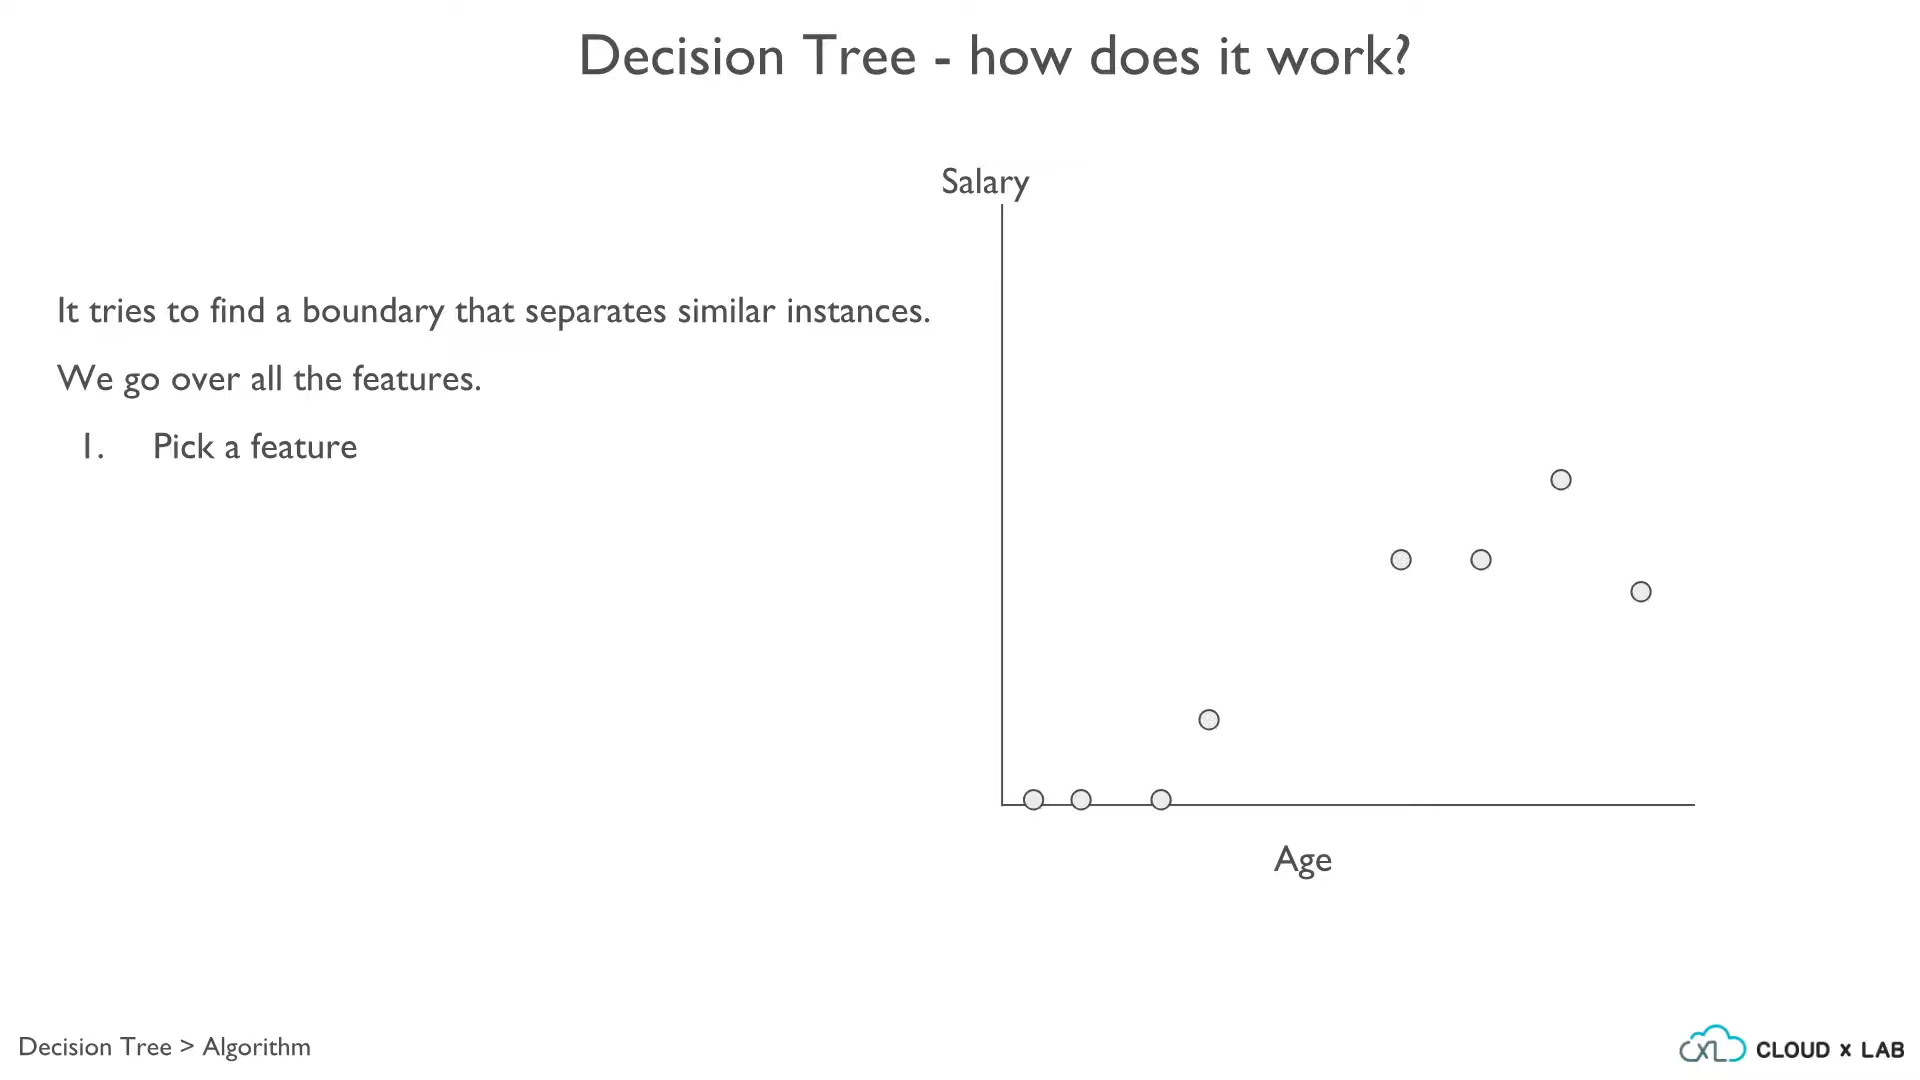 Decision Tree - how does it work?
Salary
It tries to find a boundary that separates similar instances.
We go over all the features.
1. Pick a feature
Age
Decision Tree > Algorithm
CXL CLOUD x LAB